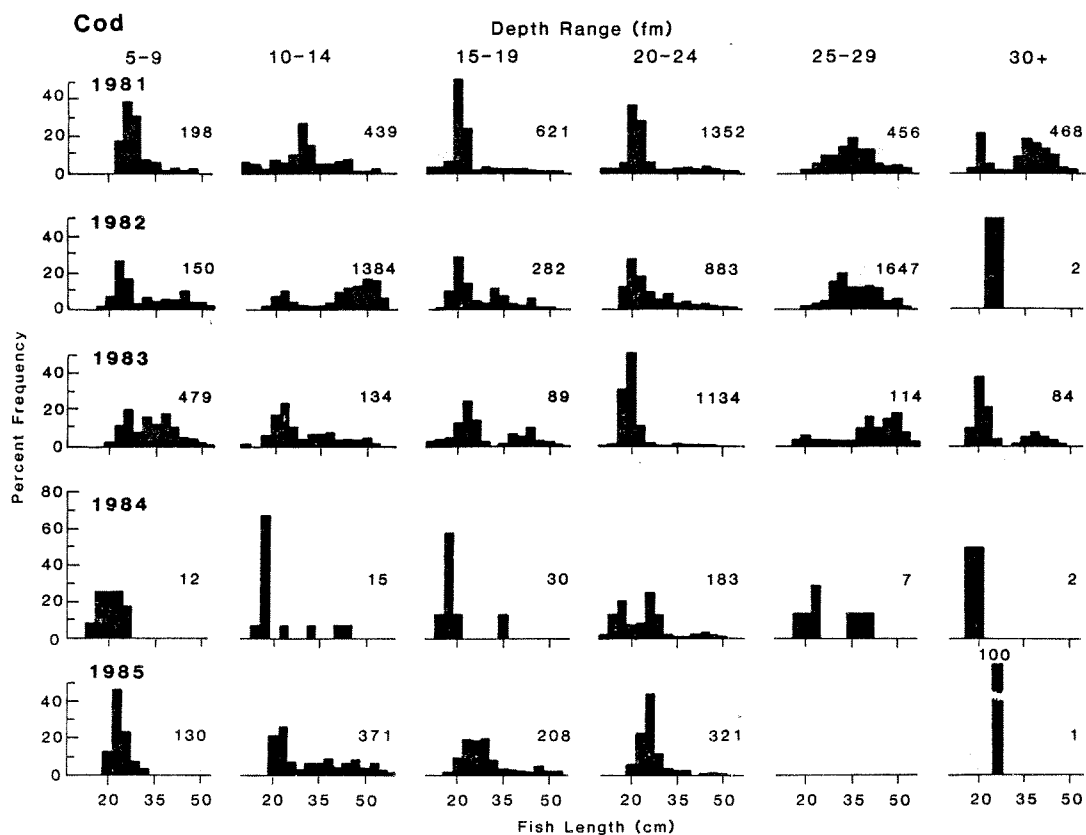 Cod
Depth Range (fm)
5-9 10-14 15-19 20-24 25-29 30+
1981
40
20
0
198 439 621 1352 456 468
1982
40
20
0
150 1384 282 883 1647 2
1983
40
20
0
479 134 89 1134 114 84
1984
80
60
40
20
0
12 15 30 183 7 2
1985
100
40
20
0
130 371 208 321 1
20 35 50 20 35 50 20 35 50 20 35 50 20 35 50 20 35 50
Percent Frequency
Fish Length (cm)